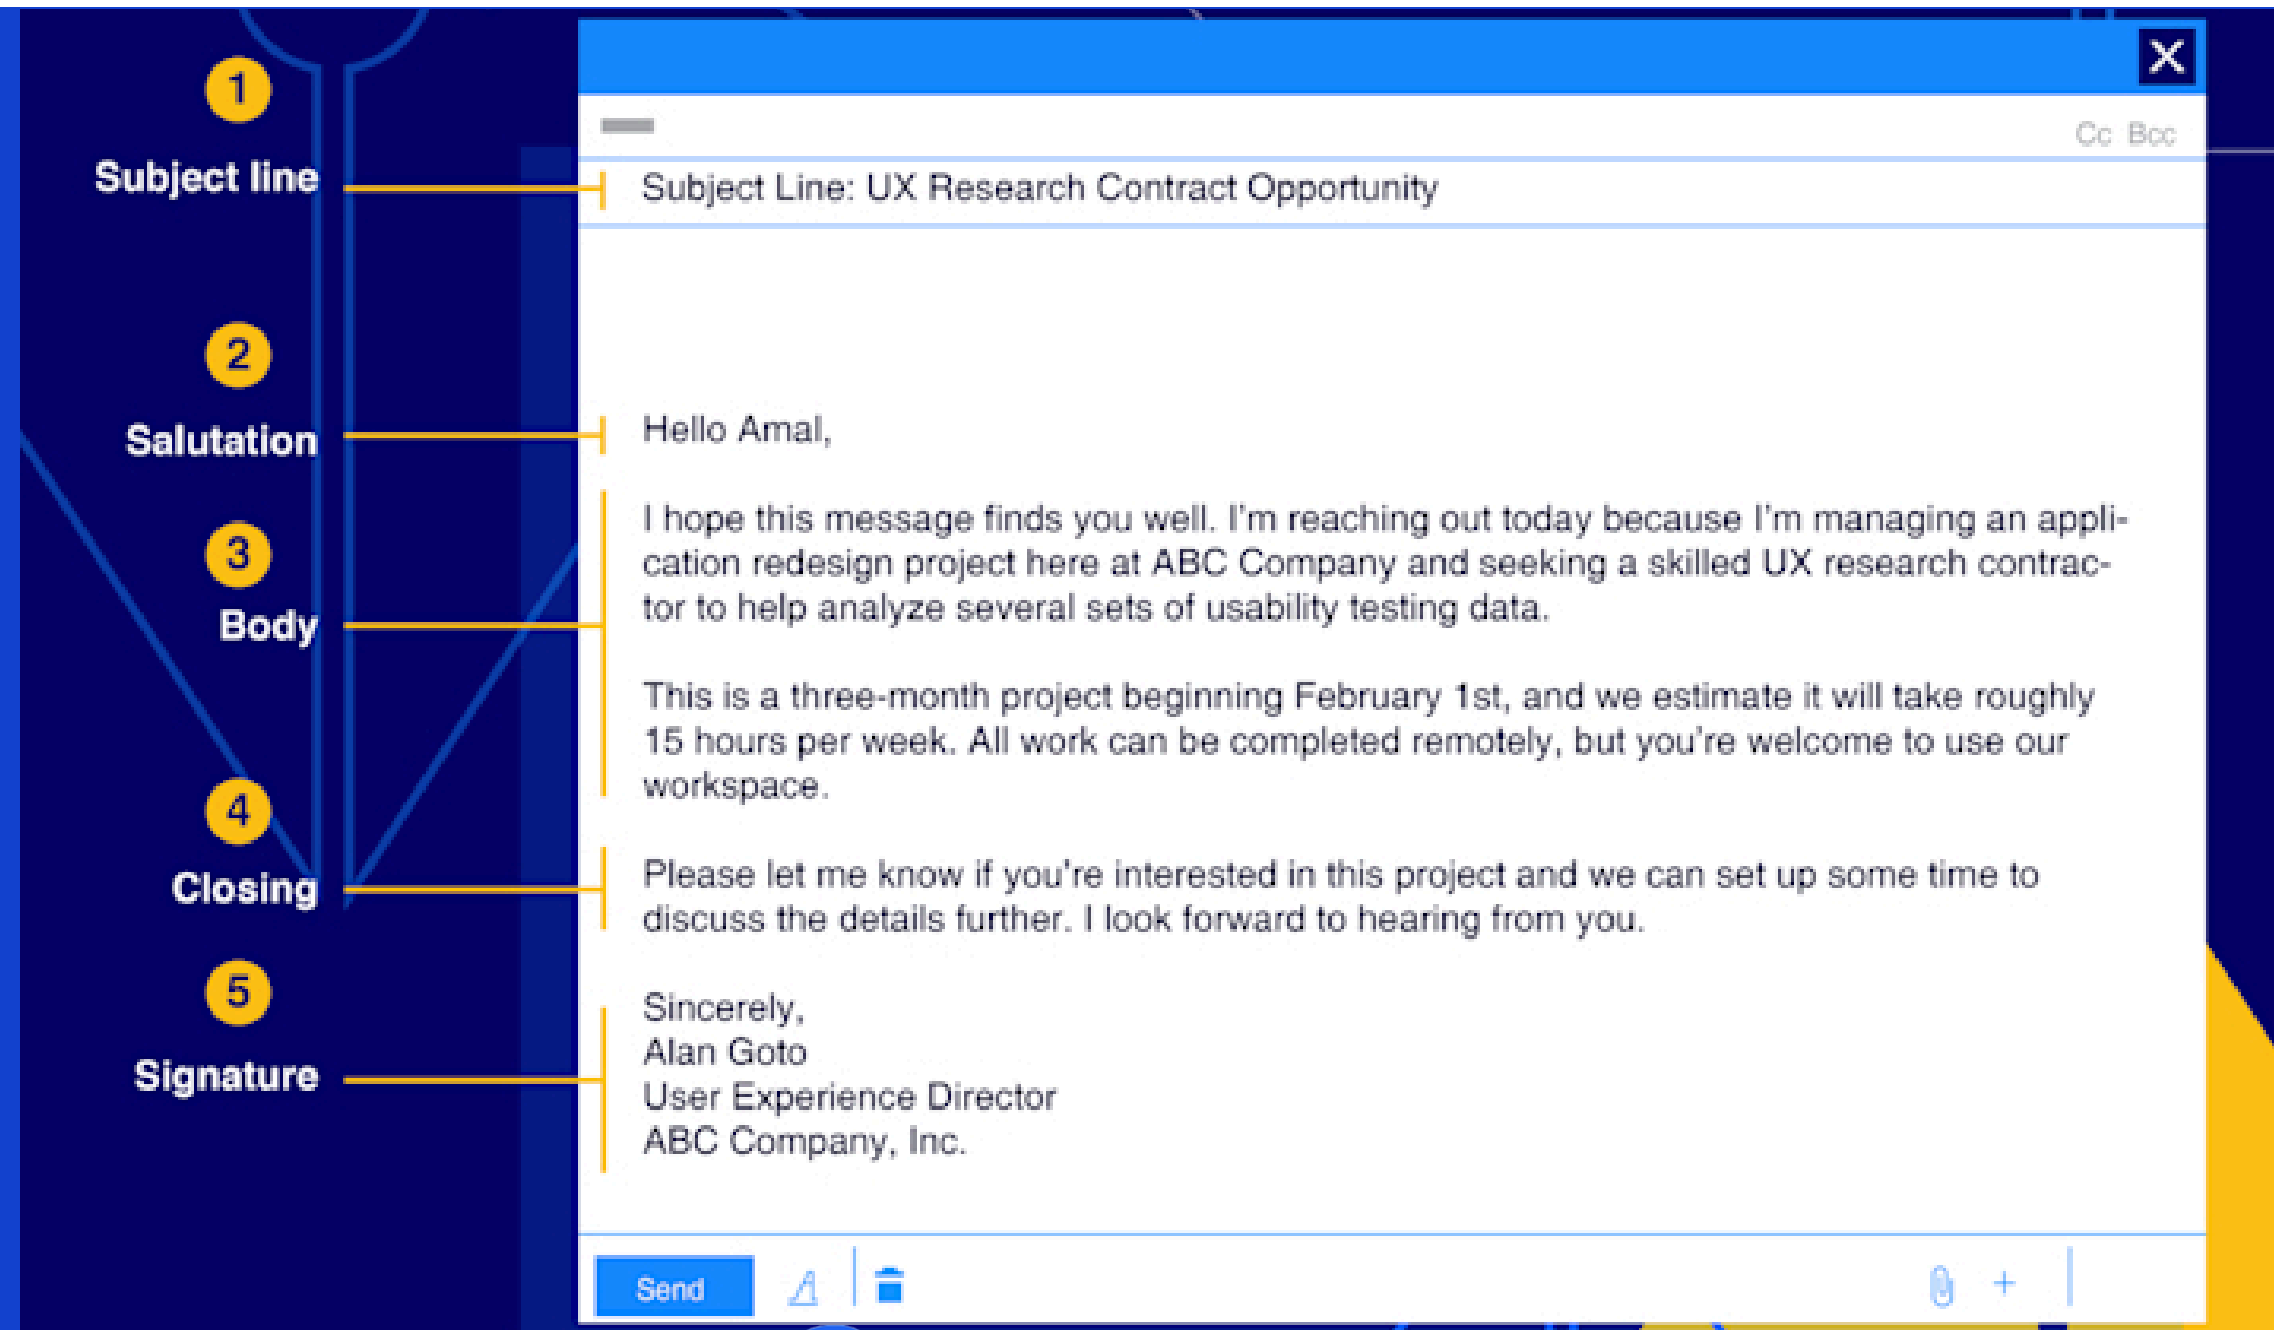 1
Subject line
2
Salutation
3
Body
4
Closing
5
Signature
Cc Bcc
Subject Line: UX Research Contract Opportunity
Hello Amal,
I hope this message finds you well. I'm reaching out today because I'm managing an appli-
cation redesign project here at ABC Company and seeking a skilled UX research contrac-
tor to help analyze several sets of usability testing data.
This is a three-month project beginning February 1st, and we estimate it will take roughly
15 hours per week. All work can be completed remotely, but you're welcome to use our
workspace.
Please let me know if you're interested in this project and we can set up some time to
discuss the details further. I look forward to hearing from you.
Sincerely,
Alan Goto
User Experience Director
ABC Company, Inc.
Send
A